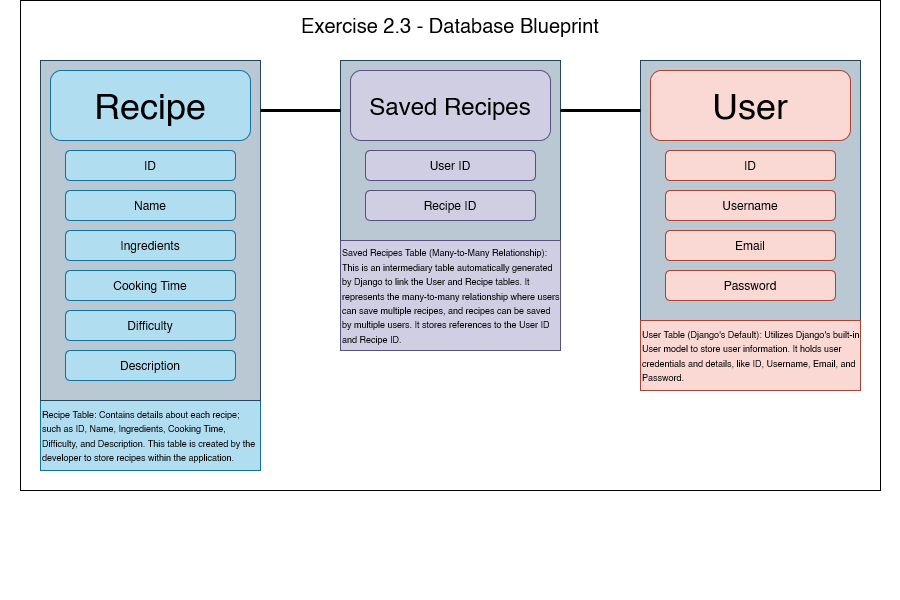 Exercise 2.3 - Database Blueprint
Recipe
ID
Name
Ingredients
Cooking Time
Difficulty
Description
Recipe Table: Contains details about each recipe;
such as ID, Name, Ingredients, Cooking Time,
Difficulty, and Description. This table is created by the
developer to store recipes within the application.
Saved Recipes
User ID
Recipe ID
Saved Recipes Table (Many-to-Many Relationship):
This is an intermediary table automatically generated
by Django to link the User and Recipe tables. It
represents the many-to-many relationship where users
can save multiple recipes, and recipes can be saved
by multiple users. It stores references to the User ID
and Recipe ID.
User
ID
Username
Email
Password
User Table (Django's Default): Utilizes Django's built-in
User model to store user information. It holds user
credentials and details, like ID, Username, Email, and
Password.